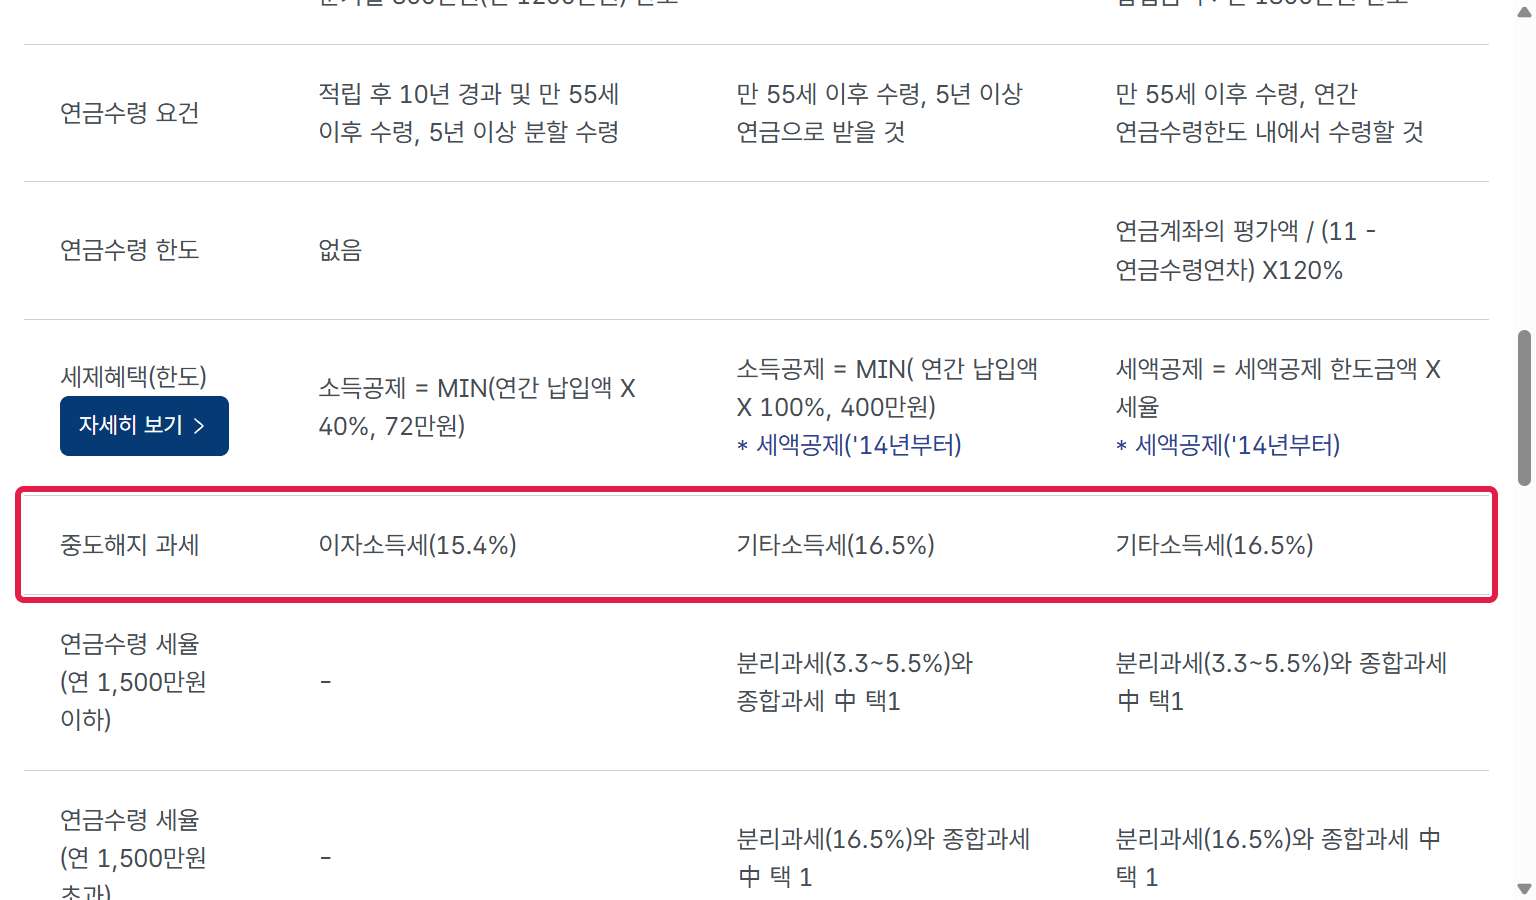 연금수령 요건
적립 후 10년 경과 및 만 55세
이후 수령, 5년 이상 분할 수령
만 55세 이후 수령, 5년 이상
연금으로 받을 것
만 55세 이후 수령, 연간
연금수령한도 내에서 수령할 것
연금수령 한도
없음
연금계좌의 평가액 / (11 -
연금수령연차) X120%
세제혜택(한도)
자세히 보기 >
소득공제 = MIN(연간 납입액 X
40%, 72만원)
소득공제 = MIN( 연간 납입액
X 100%, 400만원)
* 세액공제('14년부터)
세액공제 = 세액공제 한도금액 X
세율
* 세액공제('14년부터)
중도해지 과세
이자소득세(15.4%)
기타소득세(16.5%)
기타소득세(16.5%)
연금수령 세율
(연 1,500만원
이하)
-
분리과세(3.3~5.5%)와
종합과세 中 택1
분리과세(3.3~5.5%)와 종합과세
中 택1
연금수령 세율
(연 1,500만원
초과)
-
분리과세(16.5%)와 종합과세
中 택 1
분리과세(16.5%)와 종합과세 中
택 1